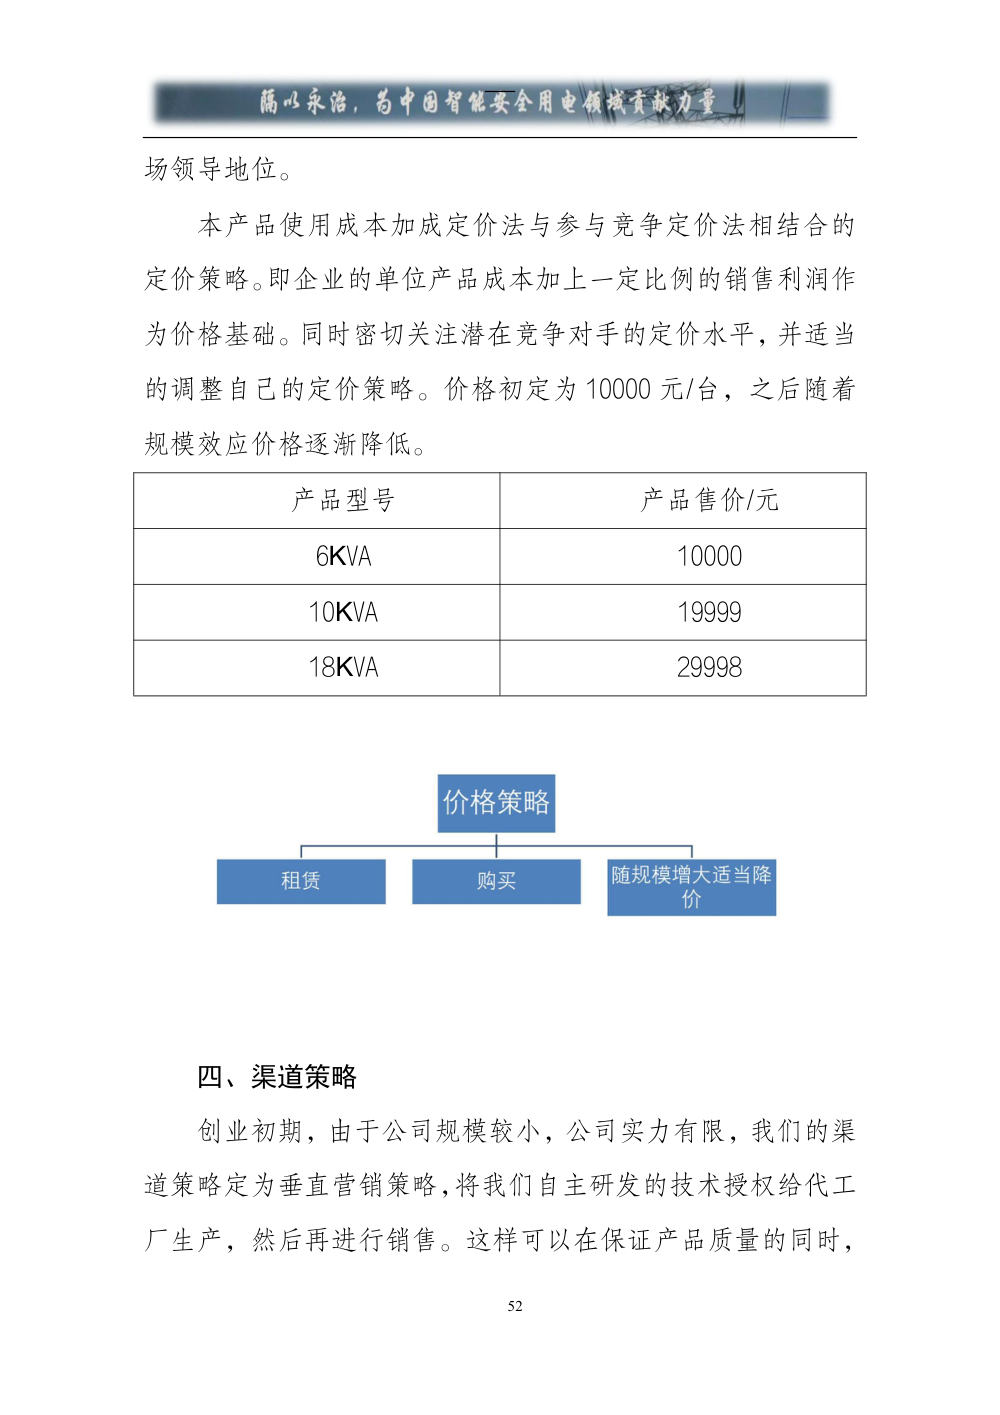 隔以永治，为中国智能安全用电领域贡献力量
场领导地位。
本产品使用成本加成定价法与参与竞争定价法相结合的
定价策略。即企业的单位产品成本加上一定比例的销售利润作
为价格基础。同时密切关注潜在竞争对手的定价水平，并适当
的调整自己的定价策略。价格初定为 10000 元/台，之后随着
规模效应价格逐渐降低。
产品型号 产品售价/元
6KVA 10000
10KVA 19999
18KVA 29998
价格策略
租赁 购买 随规模增大适当降
价
四、渠道策略
创业初期，由于公司规模较小，公司实力有限，我们的渠
道策略定为垂直营销策略，将我们自主研发的技术授权给代工
厂生产，然后再进行销售。这样可以在保证产品质量的同时，
52